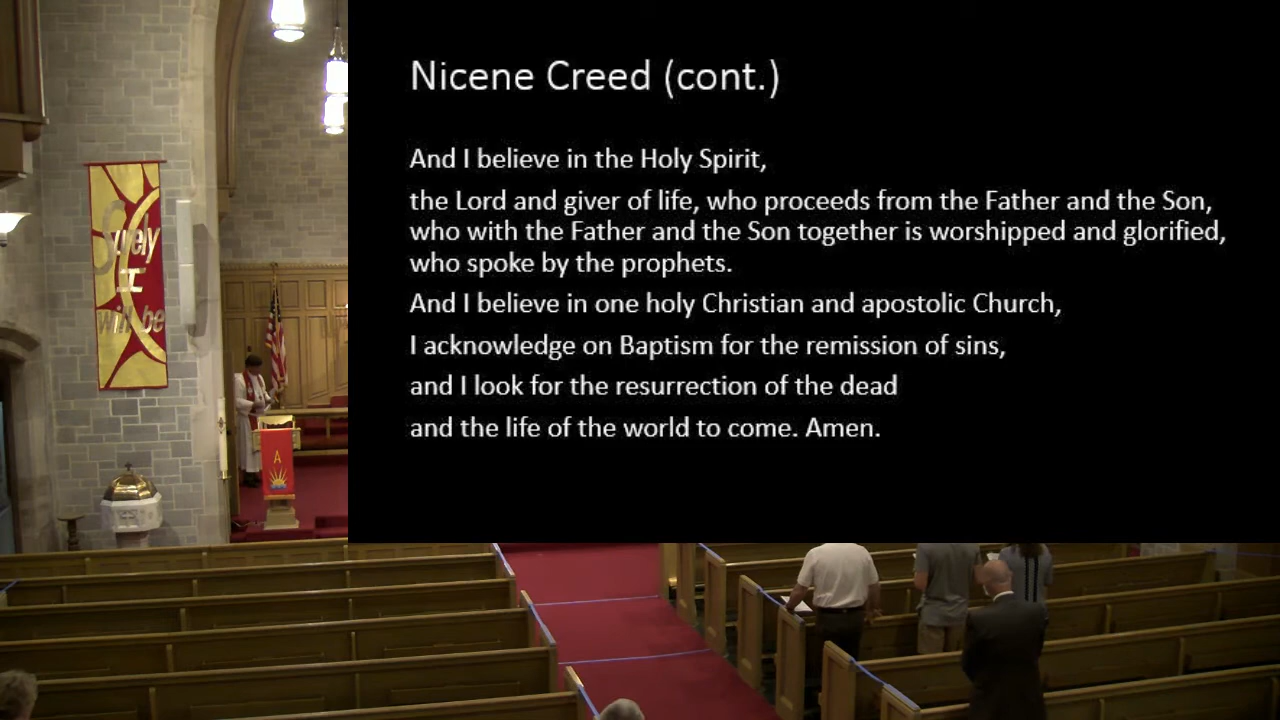 Nicene Creed (cont.)
And I believe in the Holy Spirit,
the Lord and giver of life, who proceeds from the Father and the Son,
who with the Father and the Son together is worshipped and glorified,
who spoke by the prophets.
And I believe in one holy Christian and apostolic Church,
I acknowledge on Baptism for the remission of sins,
and I look for the resurrection of the dead
and the life of the world to come. Amen.
Surely
I
will be
A